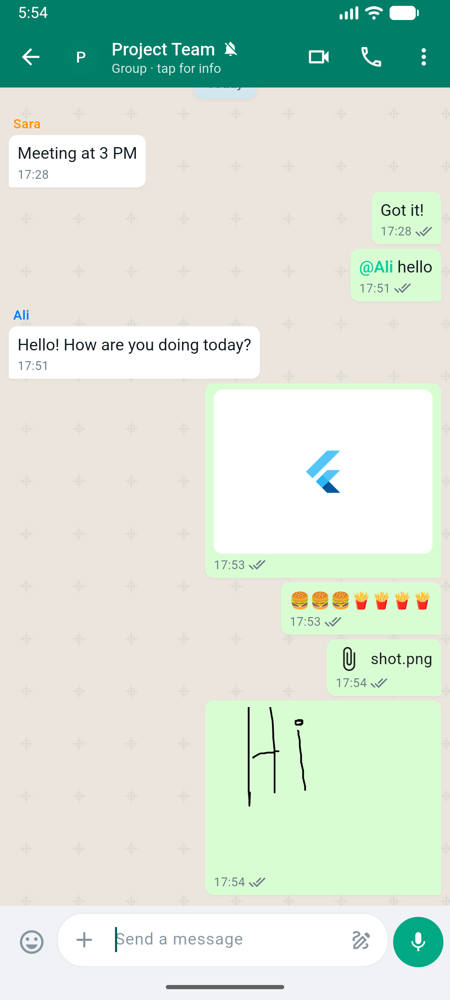 5:54
P
Project Team
Group · tap for info
Today
Sara
Meeting at 3 PM
17:28
Got it!
17:28
@Ali hello
17:51
Ali
Hello! How are you doing today?
17:51
17:53
🍔🍔🍔🍟🍟🍟🍟
17:53
shot.png
17:54
Hi
17:54
Send a message